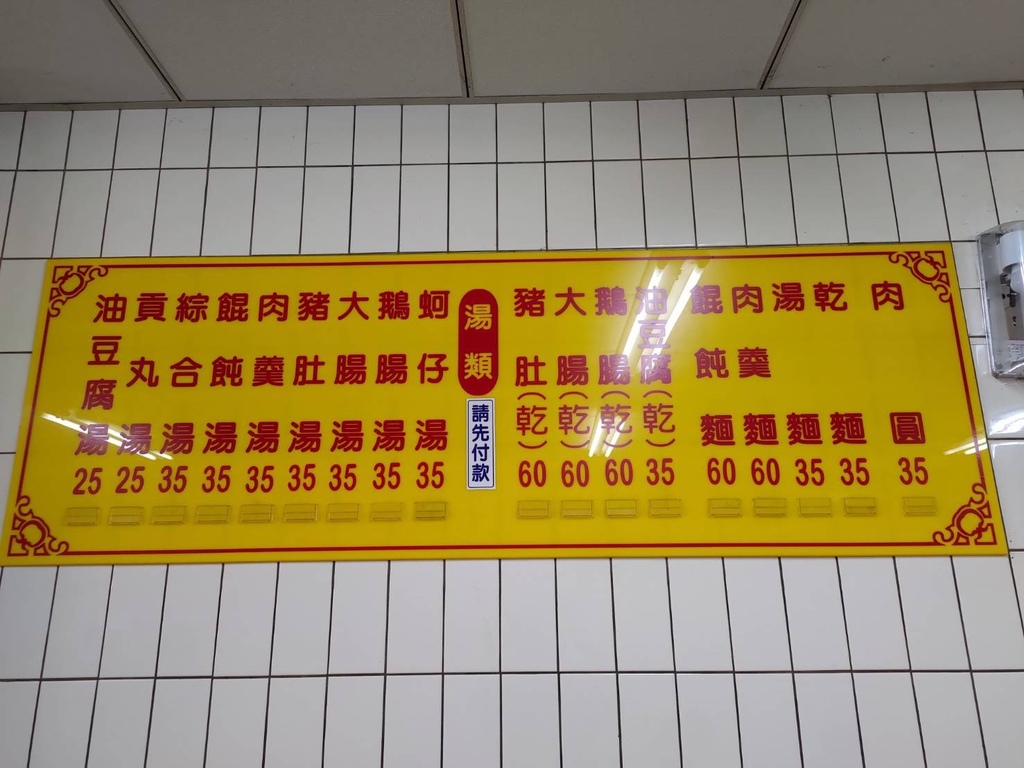 肉圓 35
乾麵 35
湯麵 35
肉羹麵 60
餛飩麵 60
油豆腐(乾) 35
鵝腸(乾) 60
大腸(乾) 60
豬肚(乾) 60
湯類
請先付款
蚵仔湯 35
鵝腸湯 35
大腸湯 35
豬肚湯 35
肉羹湯 35
餛飩湯 35
綜合湯 35
貢丸湯 25
油豆腐湯 25